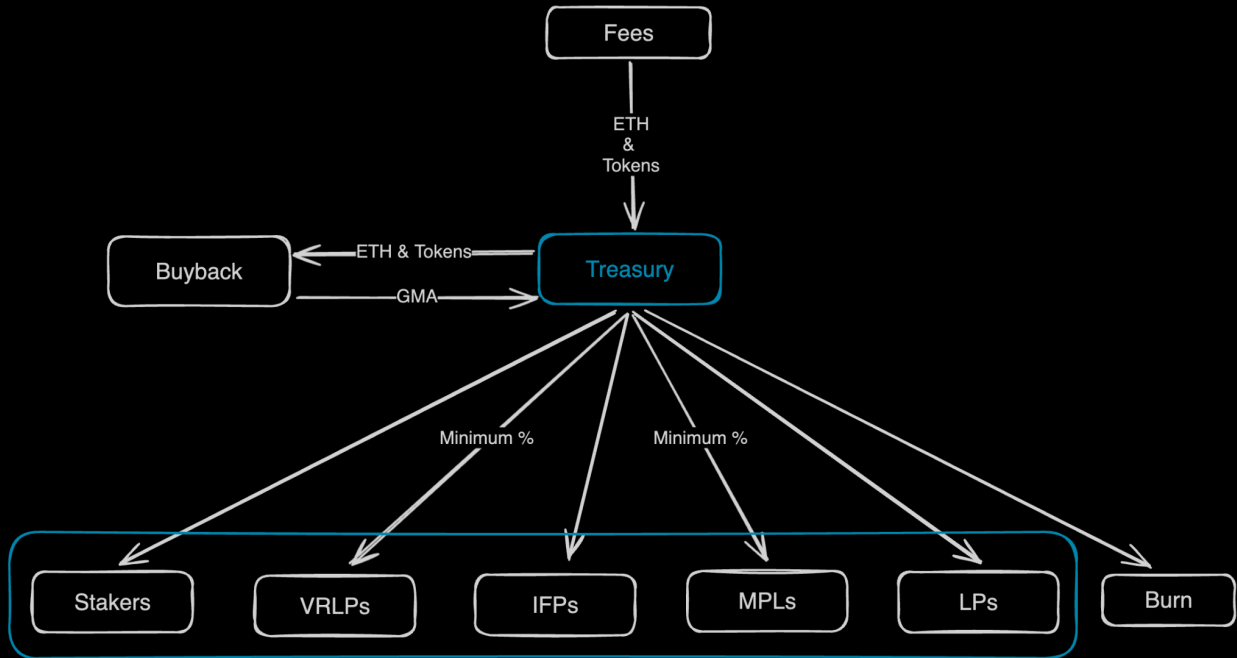 Fees
ETH
&
Tokens
Buyback
ETH & Tokens
GMA
Treasury
Minimum %
Minimum %
Stakers
VRLPs
IFPs
MPLs
LPs
Burn